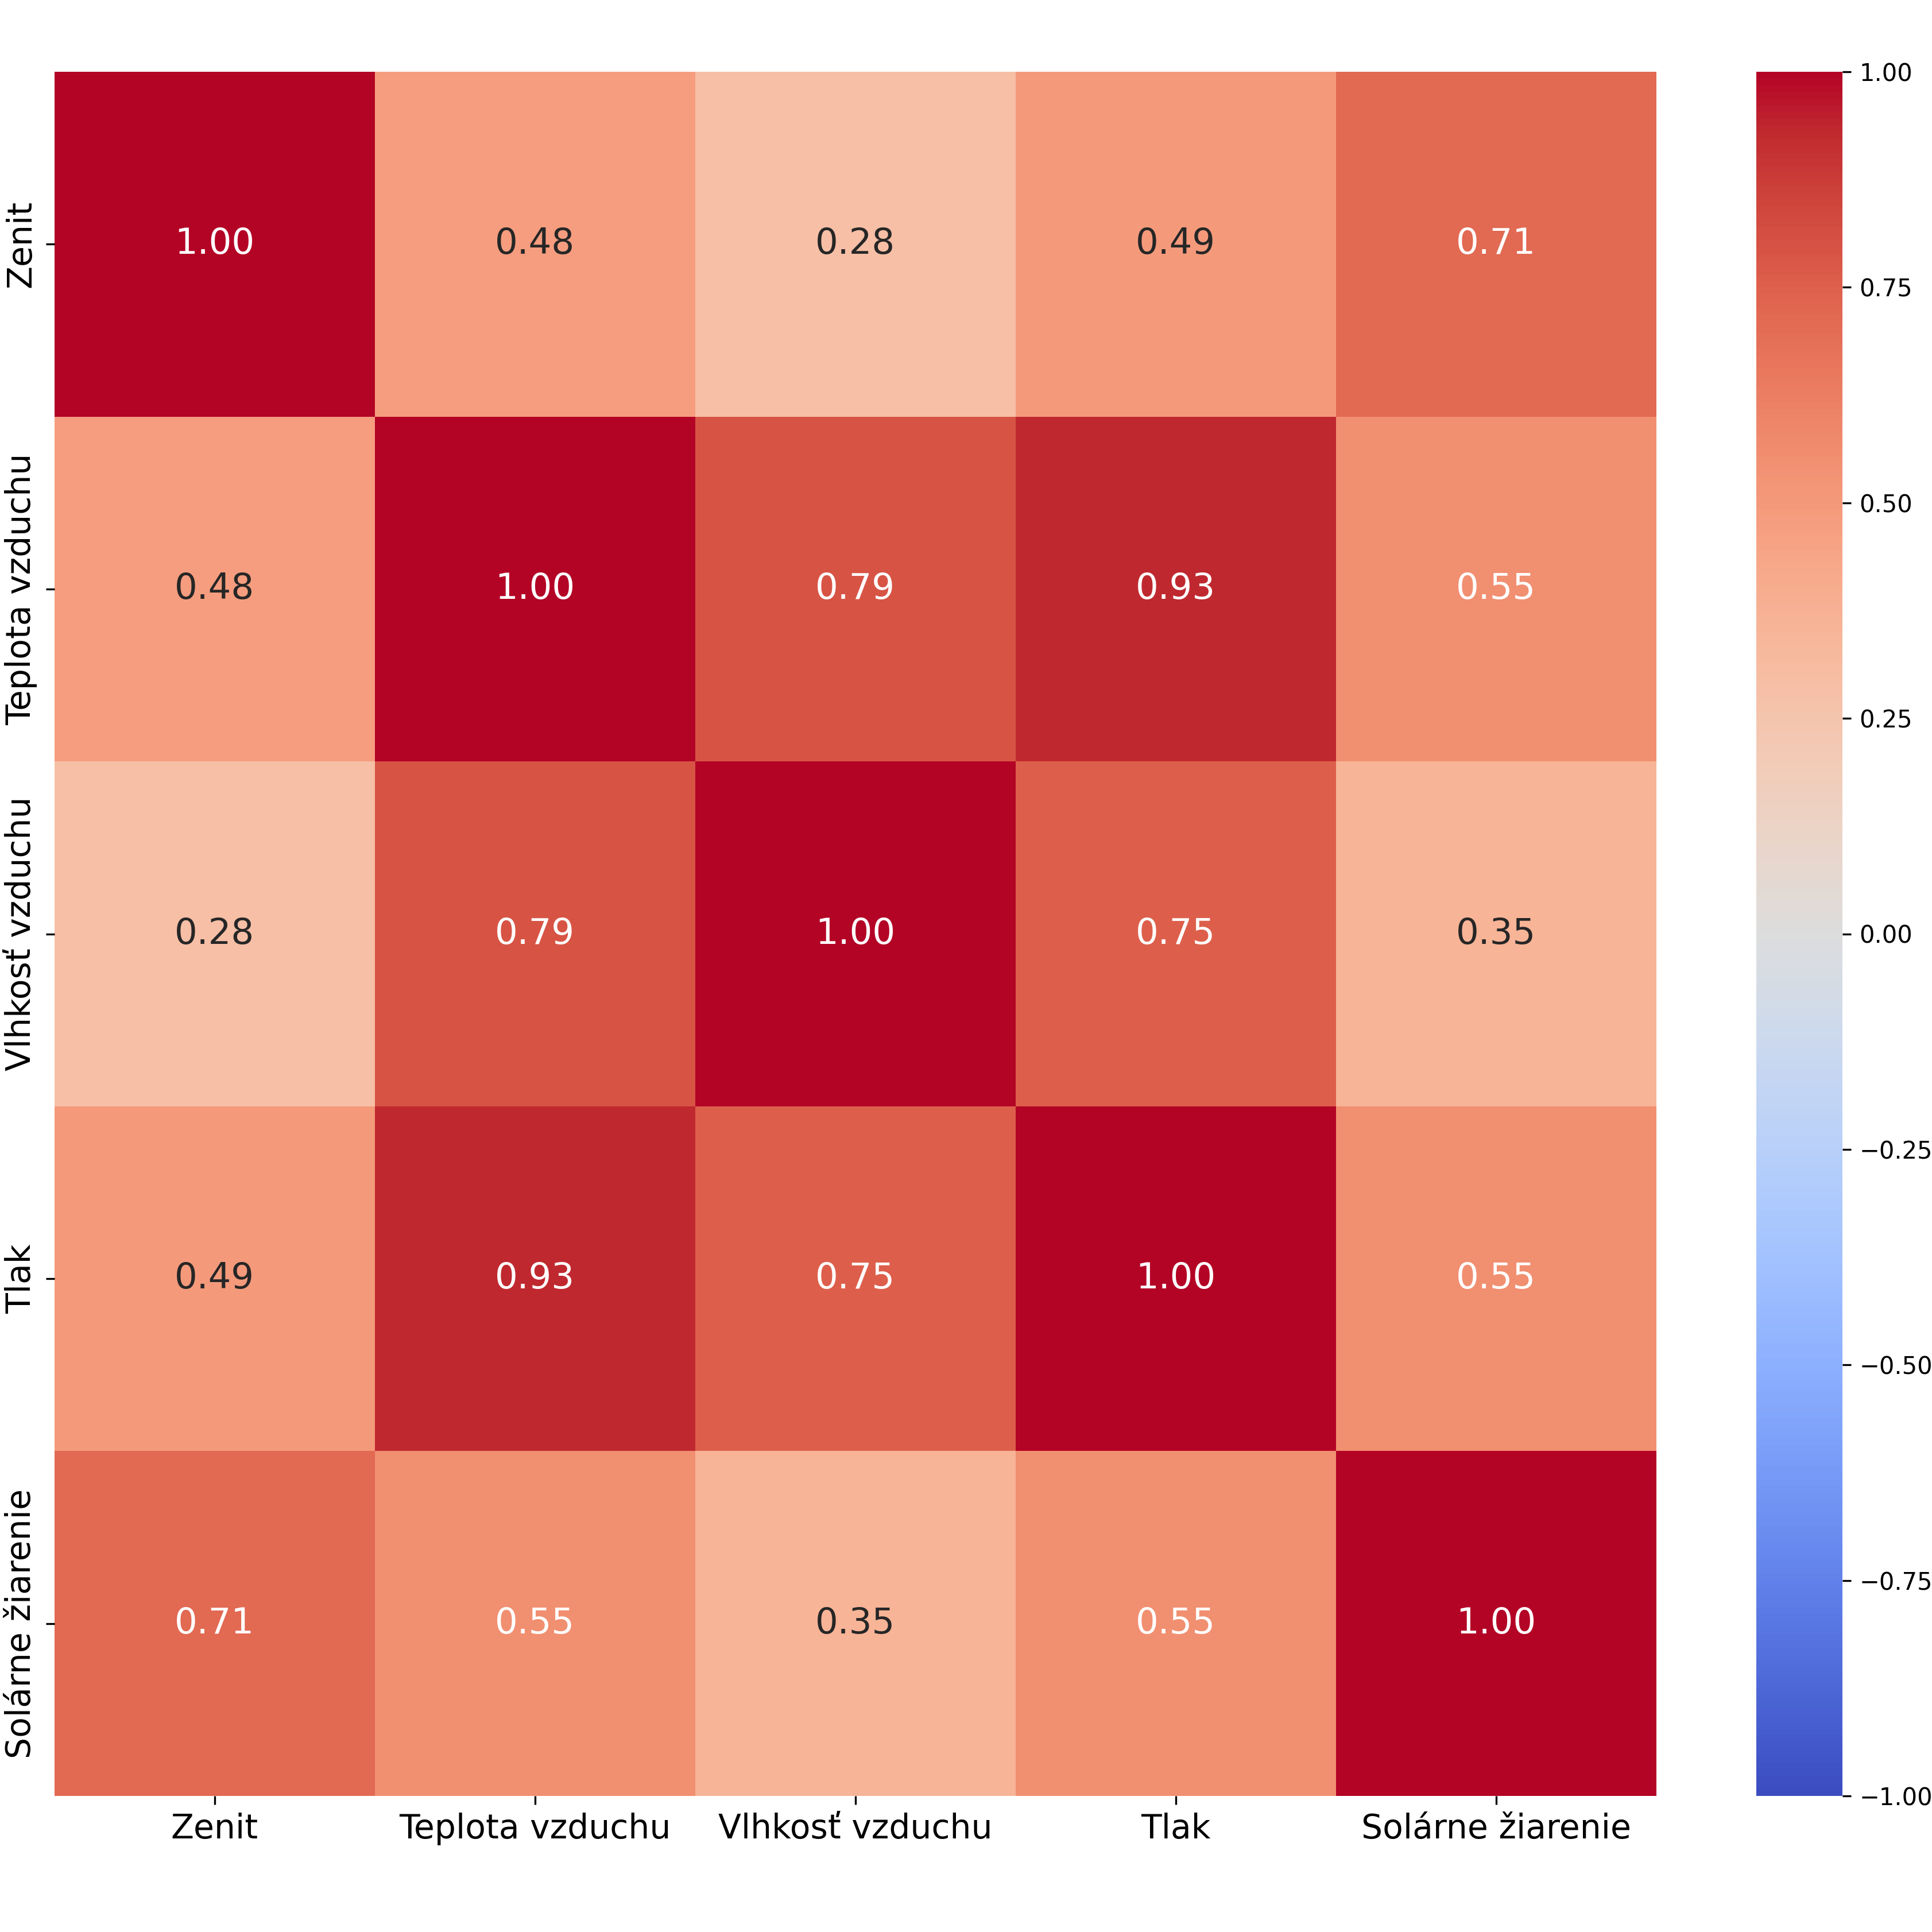 Zenit 1.00 0.48 0.28 0.49 0.71
Teplota vzduchu 0.48 1.00 0.79 0.93 0.55
Vlhkosť vzduchu 0.28 0.79 1.00 0.75 0.35
Tlak 0.49 0.93 0.75 1.00 0.55
Solárne žiarenie 0.71 0.55 0.35 0.55 1.00
Zenit Teplota vzduchu Vlhkosť vzduchu Tlak Solárne žiarenie
1.00
0.75
0.50
0.25
0.00
−0.25
−0.50
−0.75
−1.00